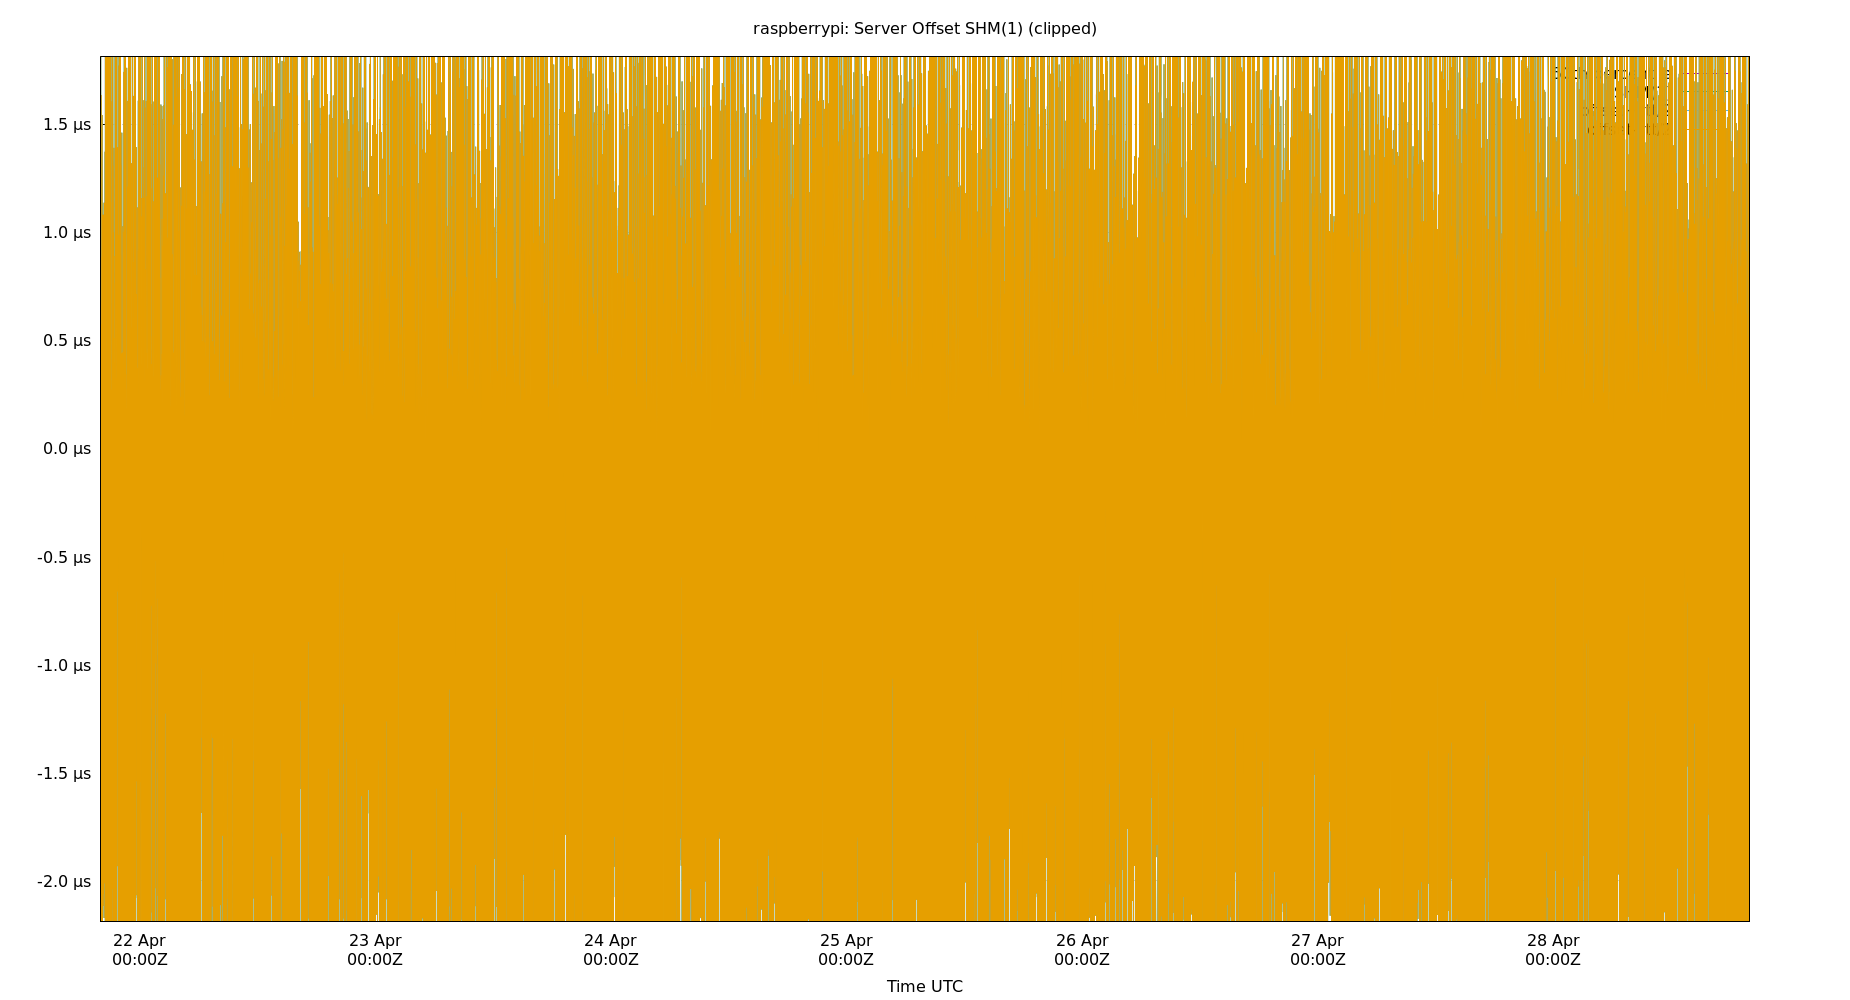 raspberrypi: Server Offset SHM(1) (clipped)
1.5 µs
1.0 µs
0.5 µs
0.0 µs
-0.5 µs
-1.0 µs
-1.5 µs
-2.0 µs
22 Apr 23 Apr 24 Apr 25 Apr 26 Apr 27 Apr 28 Apr
00:00Z 00:00Z 00:00Z 00:00Z 00:00Z 00:00Z 00:00Z
Time UTC